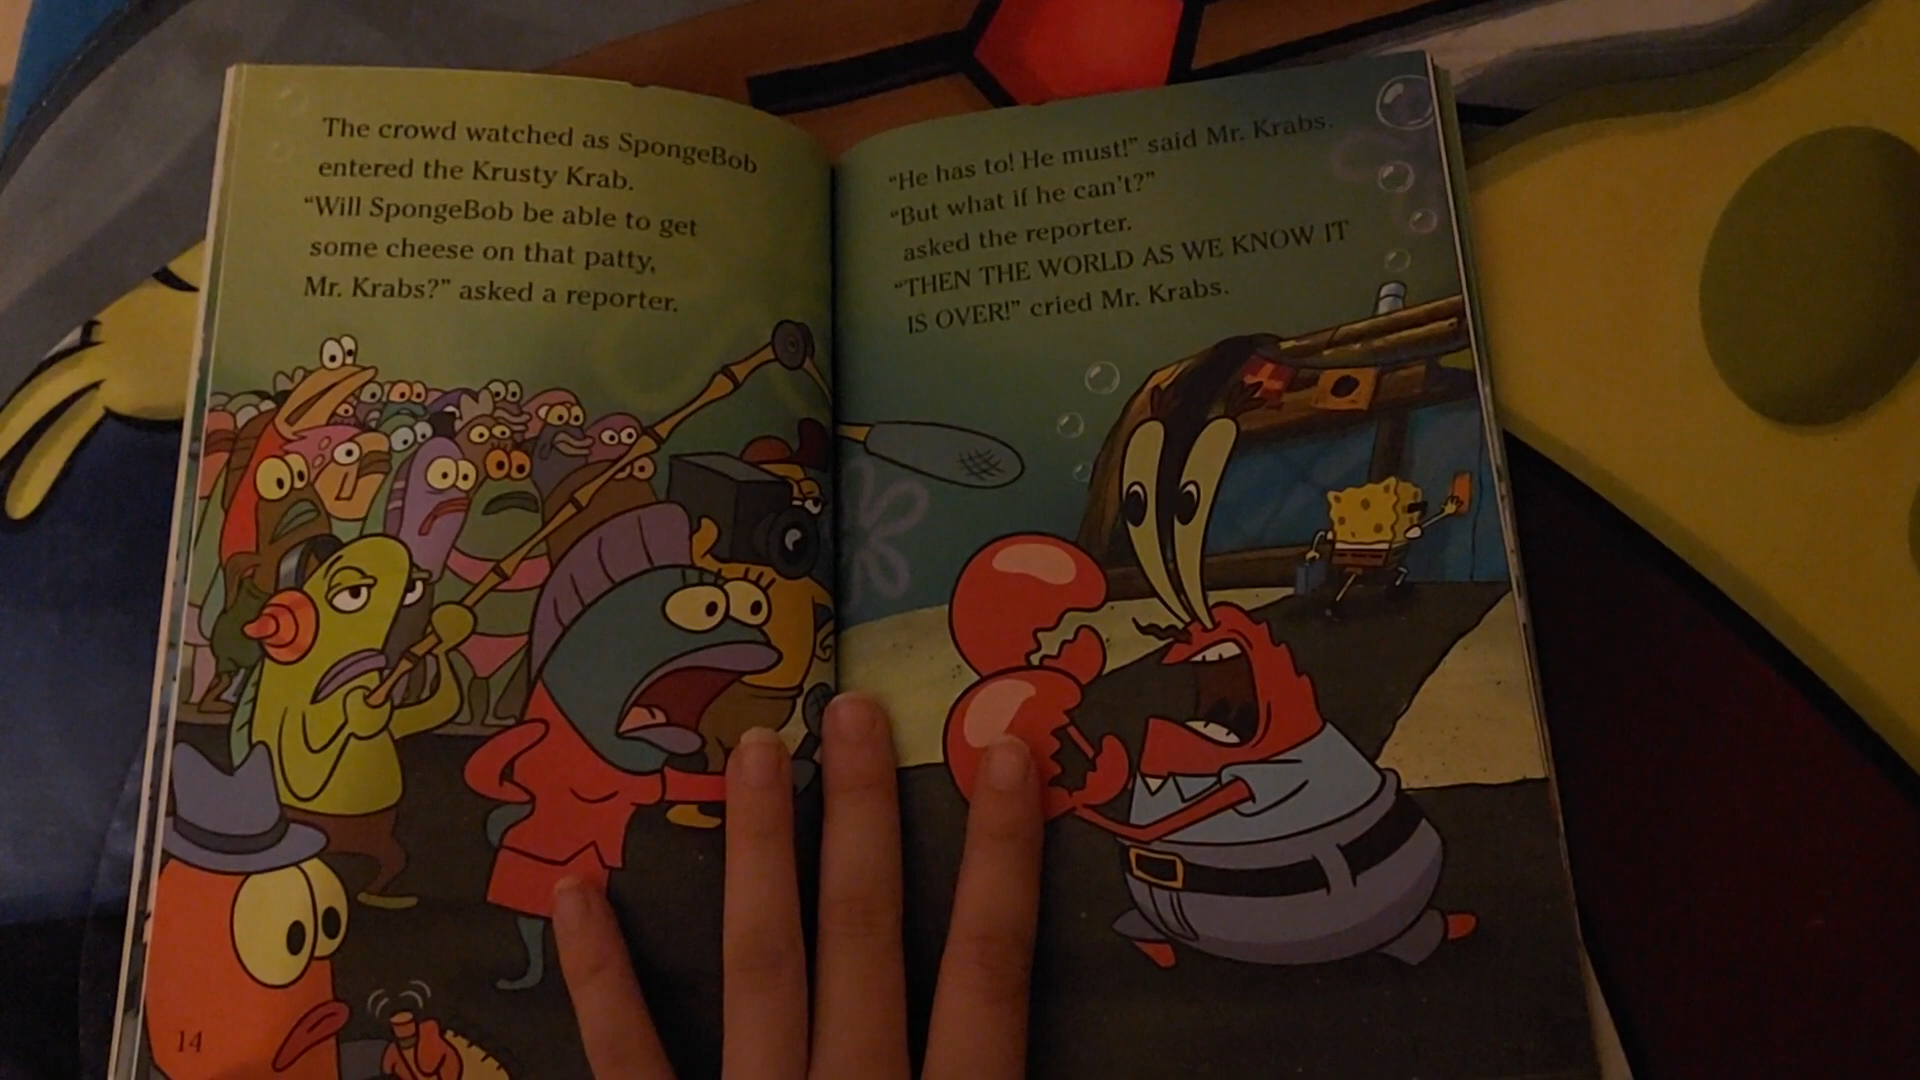 The crowd watched as SpongeBob
entered the Krusty Krab.
“Will SpongeBob be able to get
some cheese on that patty,
Mr. Krabs?” asked a reporter.
14
“He has to! He must!” said Mr. Krabs.
“But what if he can't?”
asked the reporter.
“THEN THE WORLD AS WE KNOW IT
IS OVER!” cried Mr. Krabs.